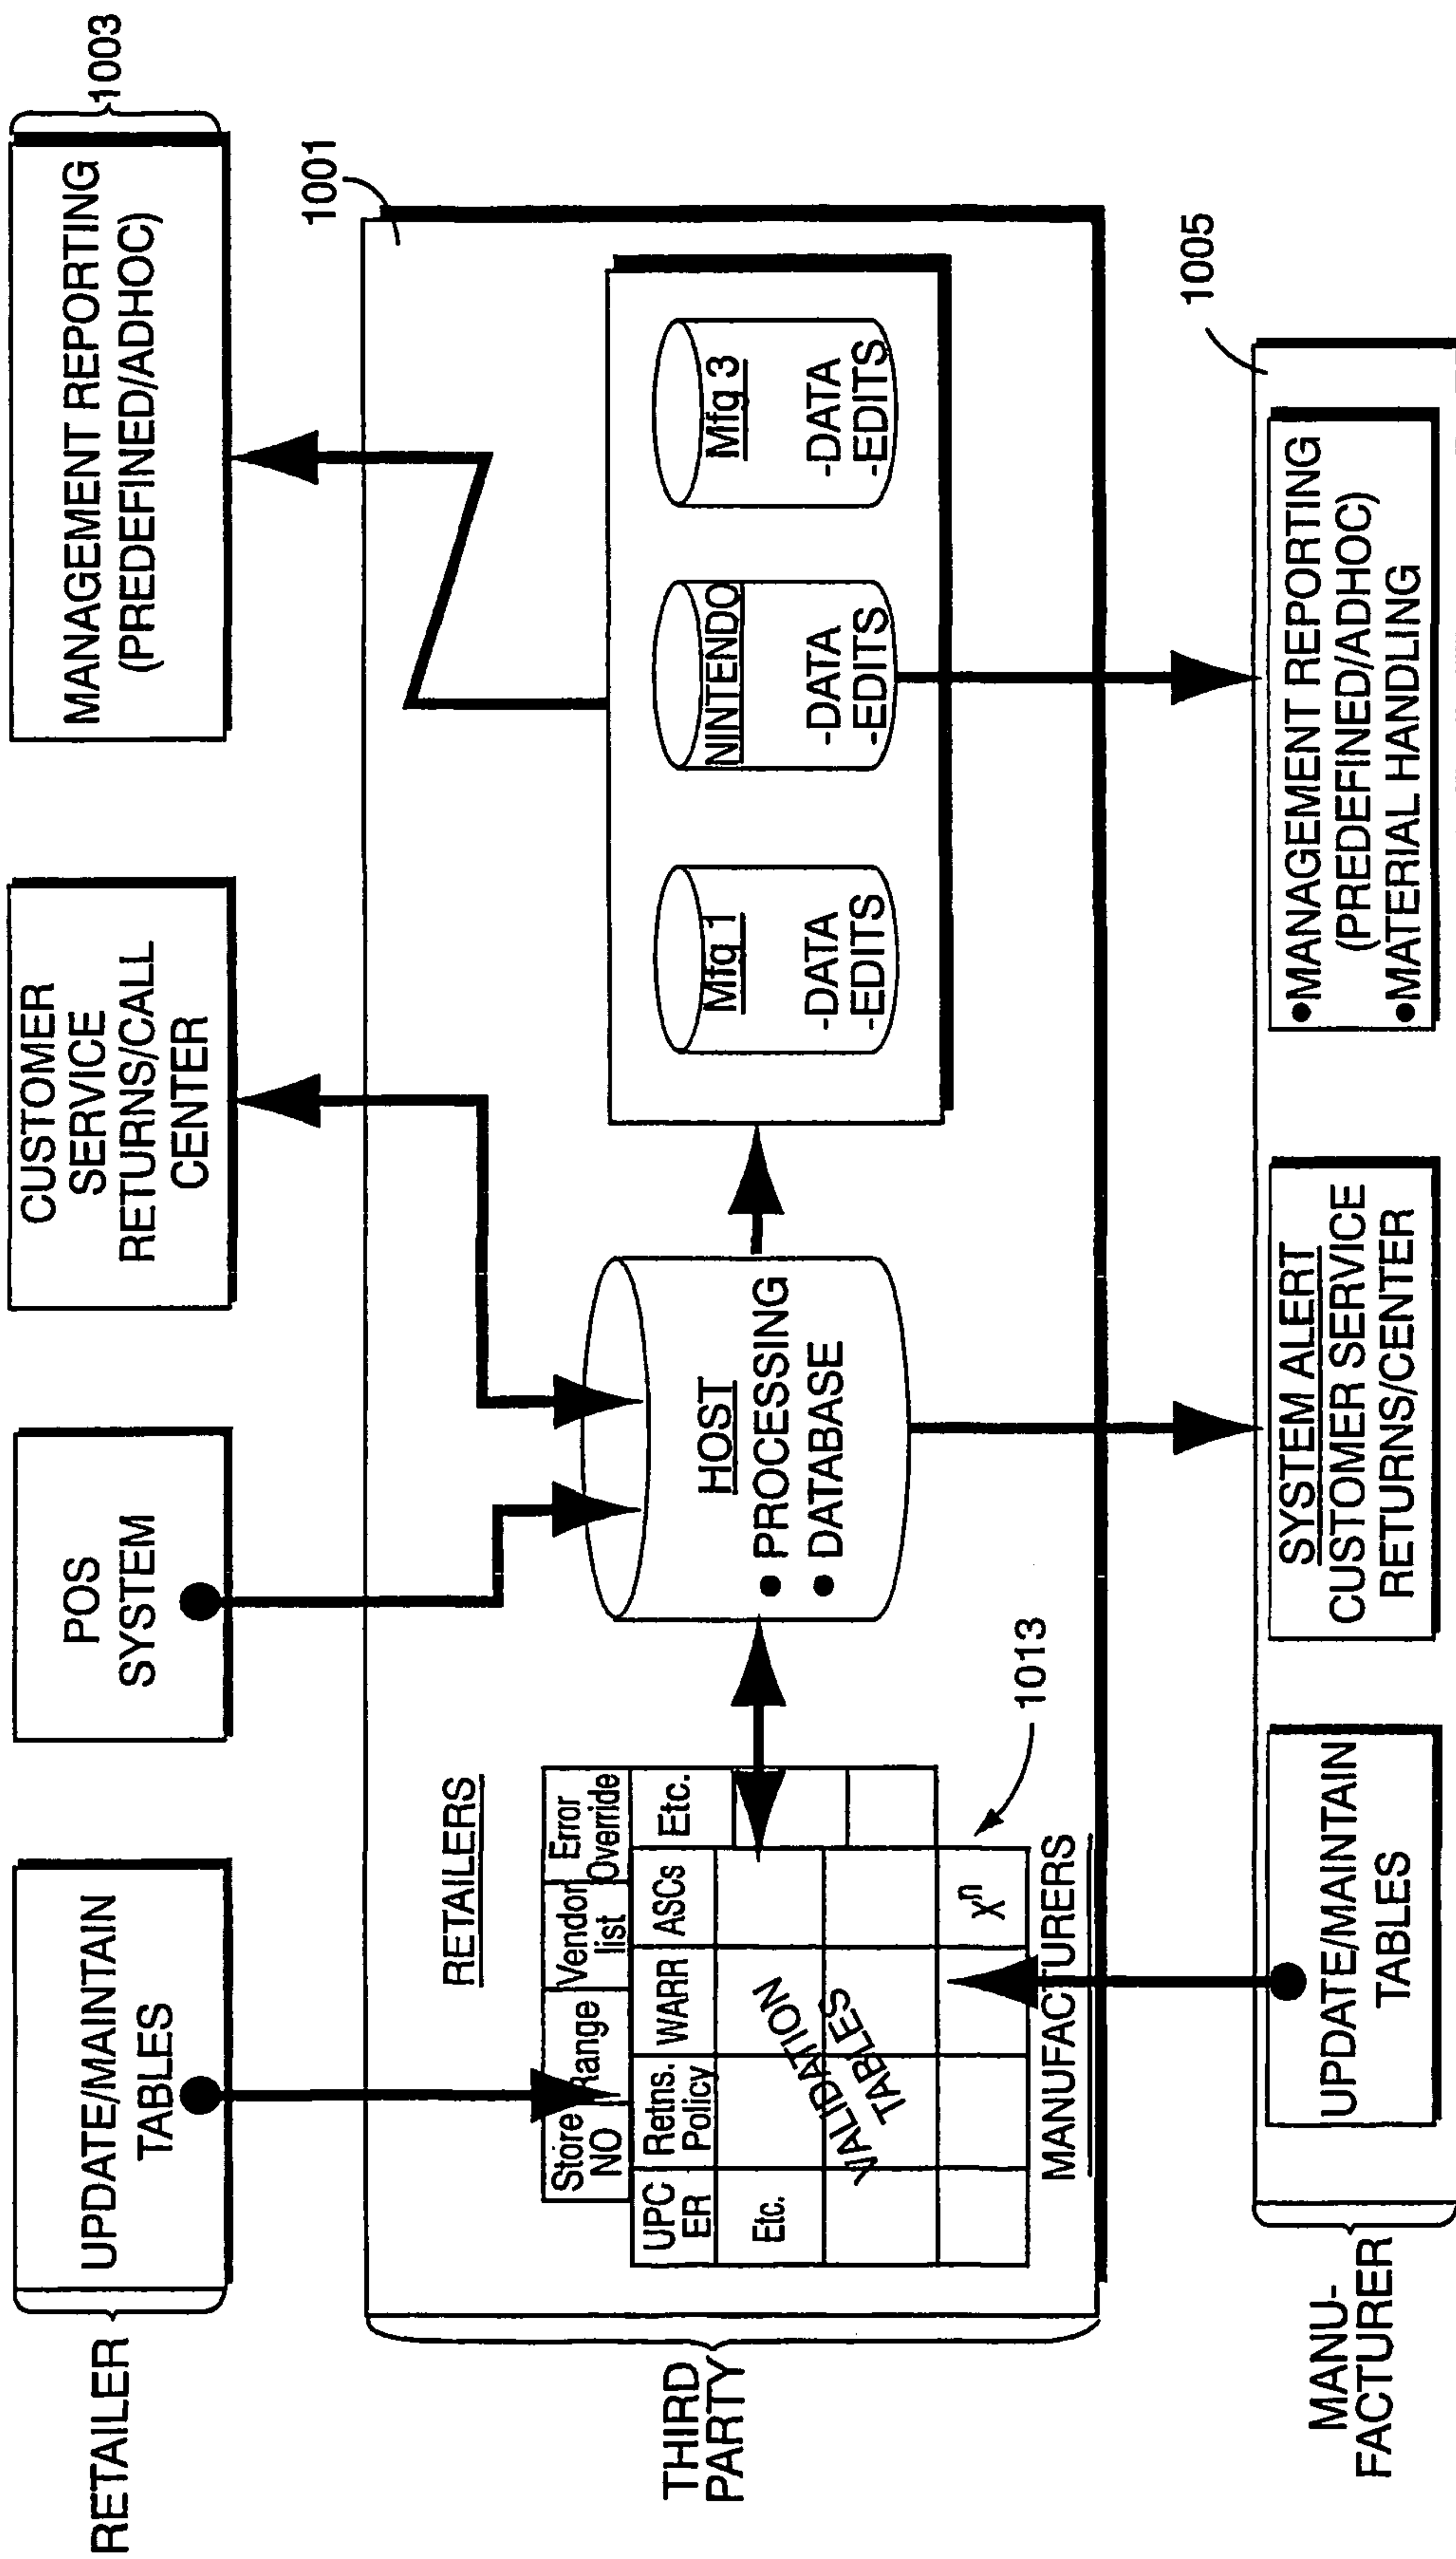 RETAILER
UPDATE/MAINTAIN
TABLES
POS
SYSTEM
CUSTOMER
SERVICE
RETURNS/CALL
CENTER
MANAGEMENT REPORTING
(PREDEFINED/ADHOC)
1003
THIRD
PARTY
1001
RETAILERS
Store
NO
Range
Vendor
list
Error
Override
UPC
ER
Retns.
Policy
WARR
ASCs
Etc.
Etc.
VALIDATION
TABLES
Xⁿ
MANUFACTURERS
1013
HOST
• PROCESSING
• DATABASE
Mfg 1
-DATA
-EDITS
NINTENDO
-DATA
-EDITS
Mfg 3
-DATA
-EDITS
MANU-
FACTURER
UPDATE/MAINTAIN
TABLES
SYSTEM ALERT
CUSTOMER SERVICE
RETURNS/CENTER
•MANAGEMENT REPORTING
(PREDEFINED/ADHOC)
•MATERIAL HANDLING
1005